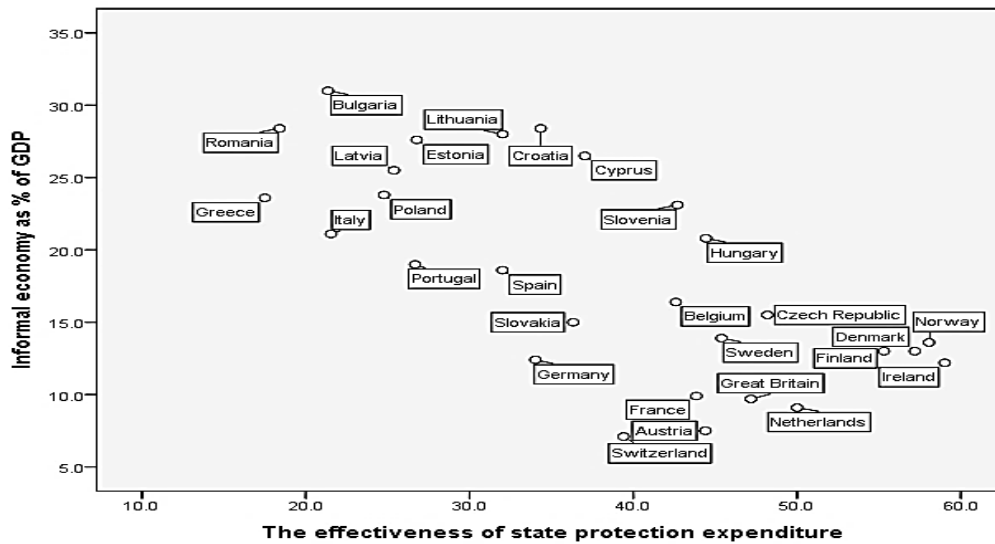 Informal economy as % of GDP
35.0
30.0
25.0
20.0
15.0
10.0
5.0
Bulgaria
Lithuania
Romania
Latvia
Estonia
Croatia
Cyprus
Greece
Italy
Poland
Slovenia
Hungary
Portugal
Spain
Slovakia
Belgium
Czech Republic
Norway
Denmark
Sweden
Finland
Germany
Ireland
Great Britain
France
Netherlands
Austria
Switzerland
10.0
20.0
30.0
40.0
50.0
60.0
The effectiveness of state protection expenditure